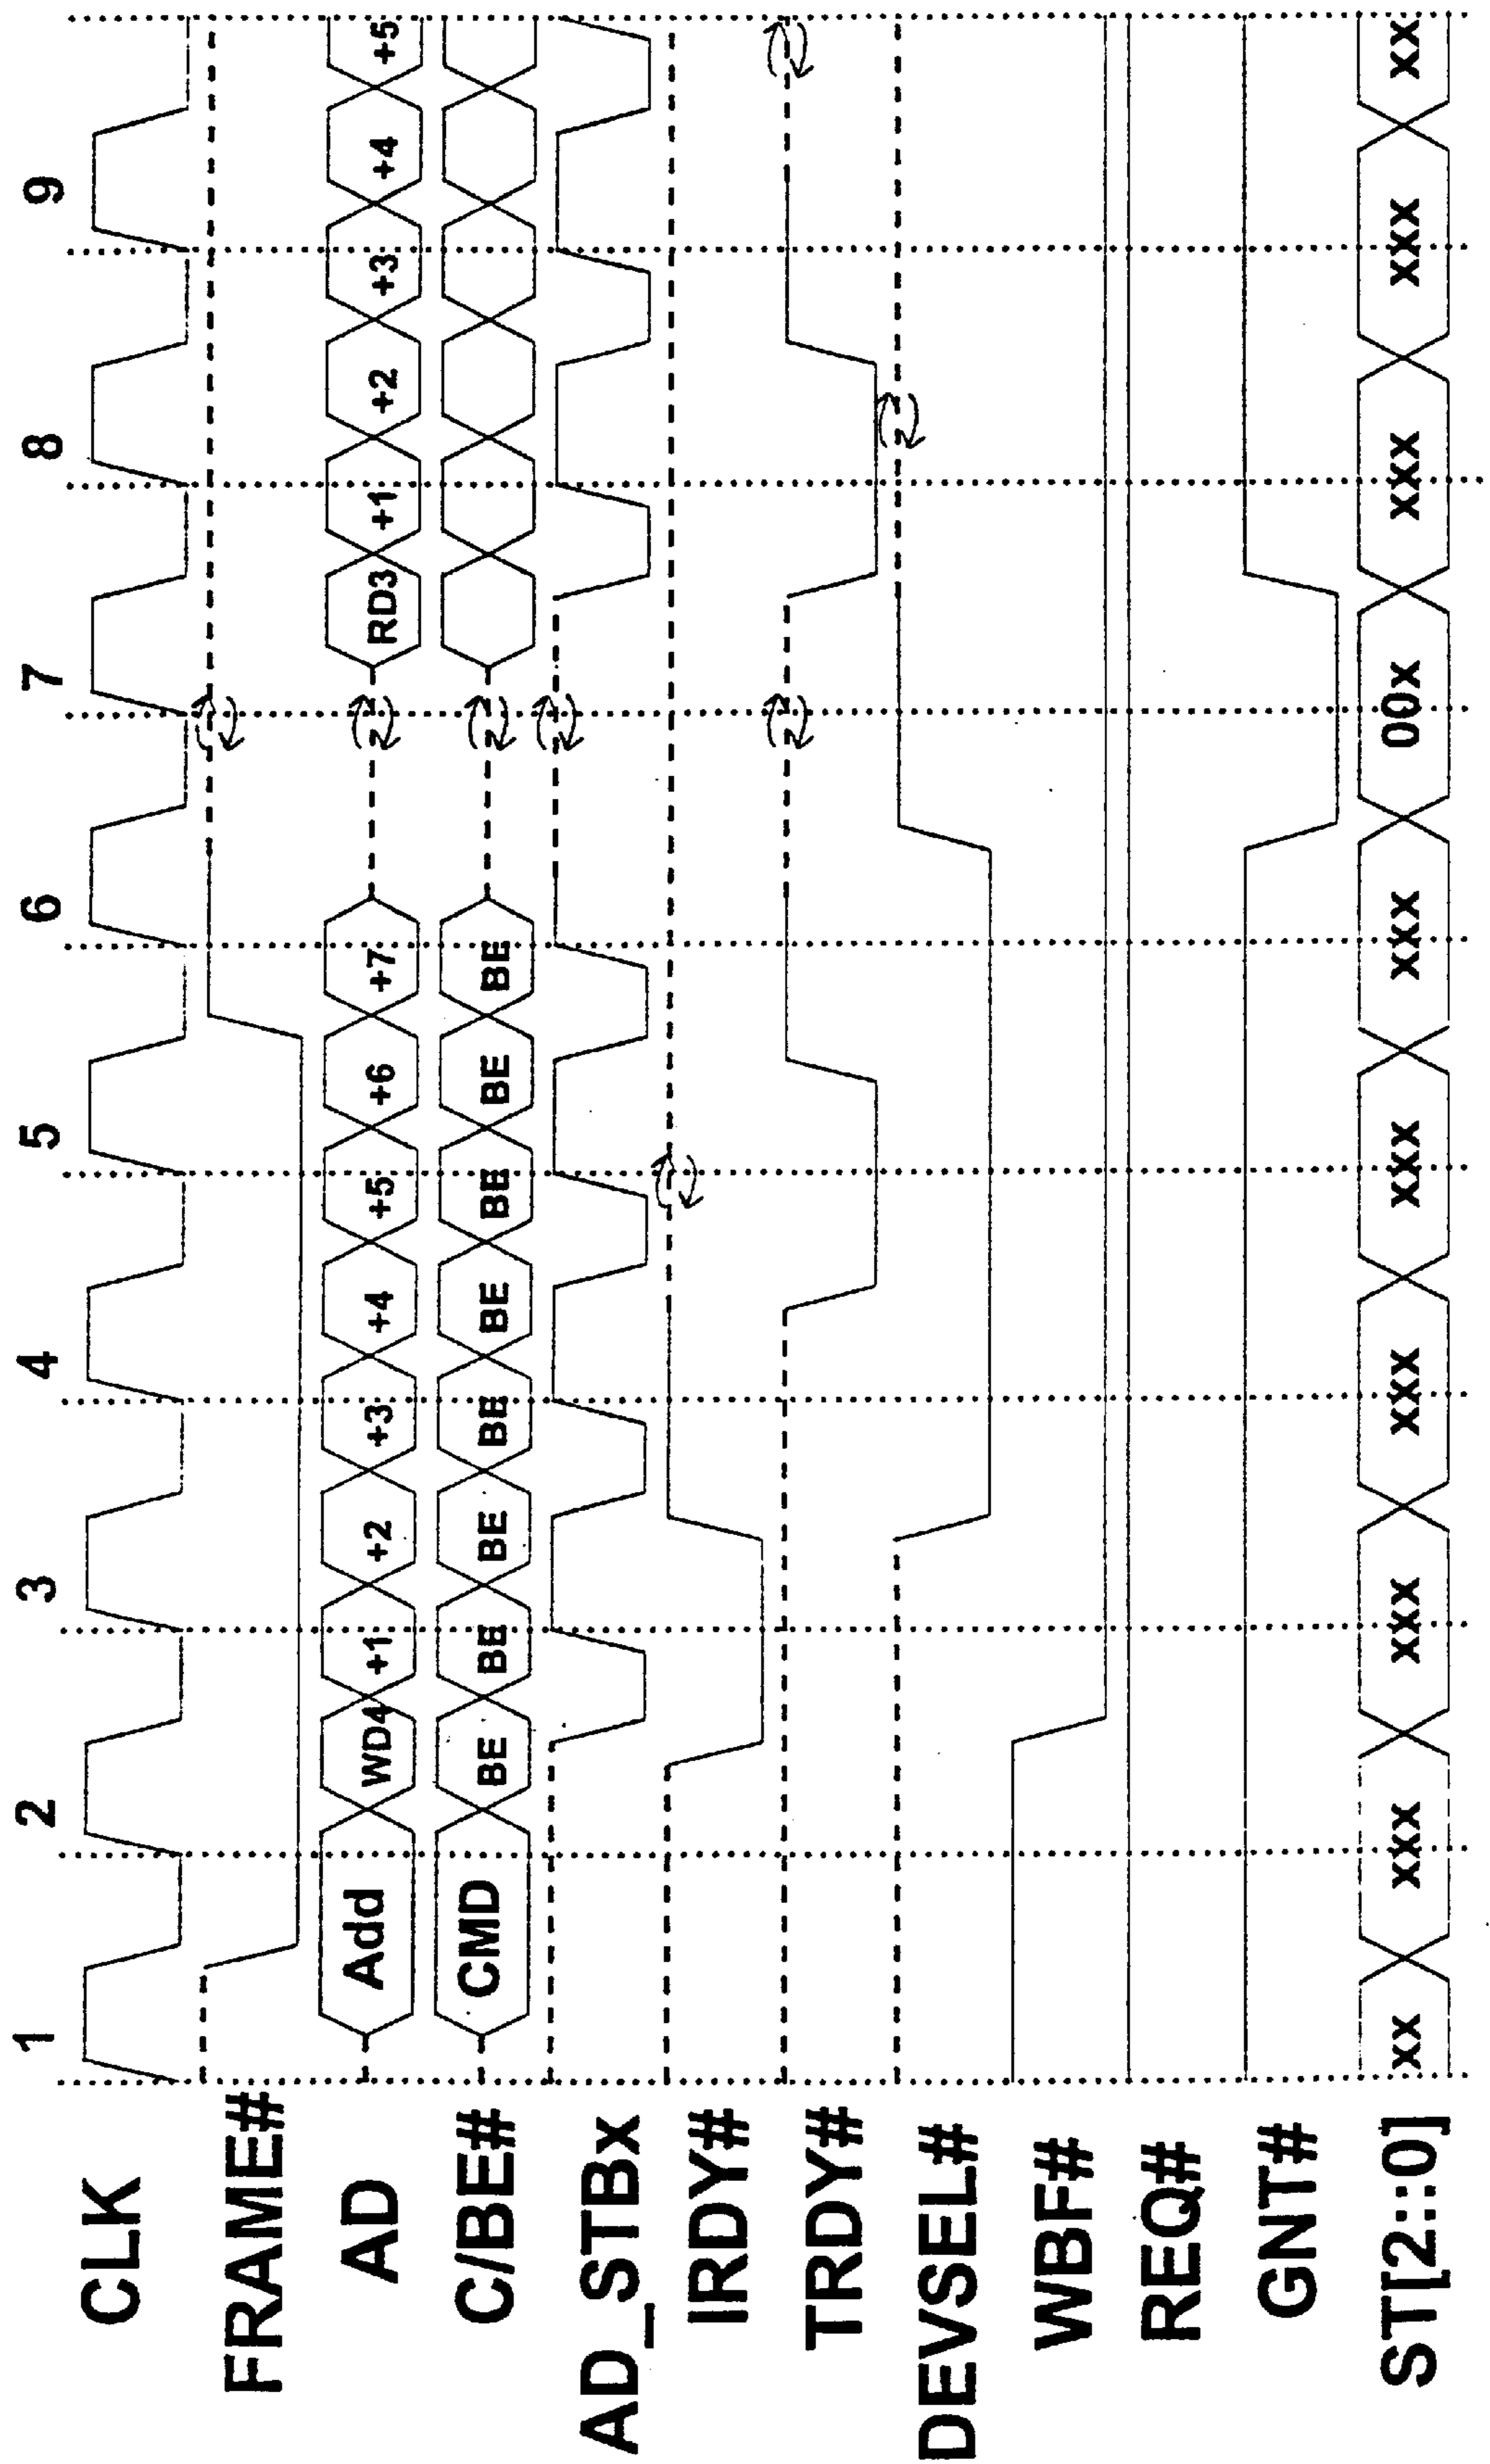 1 2 3 4 5 6 7 8 9
CLK
FRAME#
AD Add WD4 +1 +2 +3 +4 +5 +6 +7 RD3 +1 +2 +3 +4 +5
C/BE# CMD BE BE BE BE BE BE BE BE
AD_STBx
IRDY#
TRDY#
DEVSEL#
WBF#
REQ#
GNT#
ST[2::0] xx xxx xxx xxx xxx xxx 00x xxx xxx xx